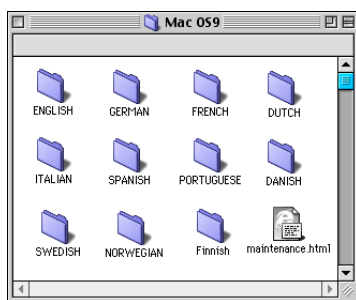 Mac OS9
ENGLISH GERMAN FRENCH DUTCH
ITALIAN SPANISH PORTUGUESE DANISH
SWEDISH NORWEGIAN Finnish maintenance.html